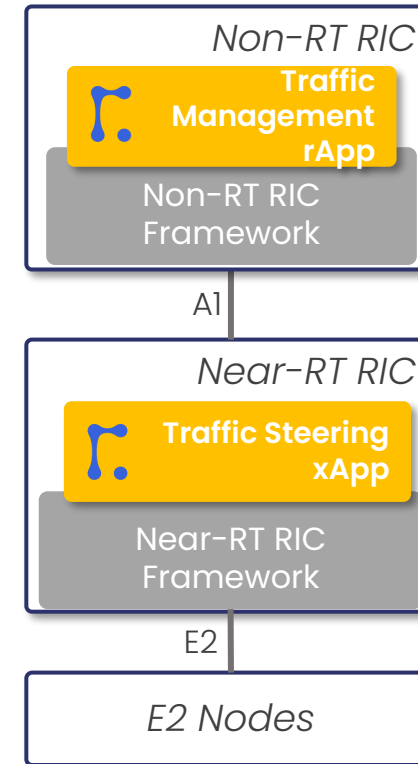 Non-RT RIC
Traffic
Management
rApp
Non-RT RIC
Framework
A1
Near-RT RIC
Traffic Steering
xApp
Near-RT RIC
Framework
E2
E2 Nodes